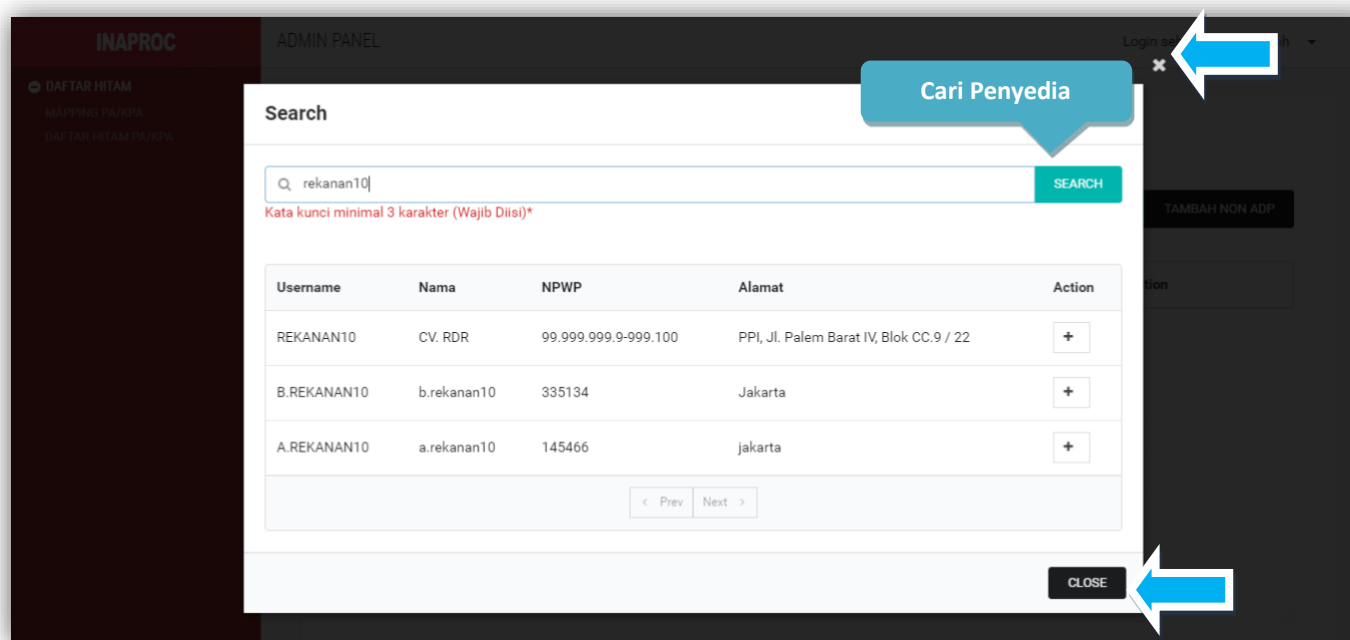 INAPROC
ADMIN PANEL
Login se
h
DAFTAR HITAM
MAPPING PA/KPA
DAFTAR HITAM PA/KPA
Cari Penyedia
Search
rekanan10
SEARCH
Kata kunci minimal 3 karakter (Wajib Diisi)*
TAMBAH NON ADP
Username Nama NPWP Alamat Action
tion
REKANAN10 CV. RDR 99.999.999.9-999.100 PPI, Jl. Palem Barat IV, Blok CC.9 / 22 +
B.REKANAN10 b.rekanan10 335134 Jakarta +
A.REKANAN10 a.rekanan10 145466 jakarta +
< Prev Next >
CLOSE